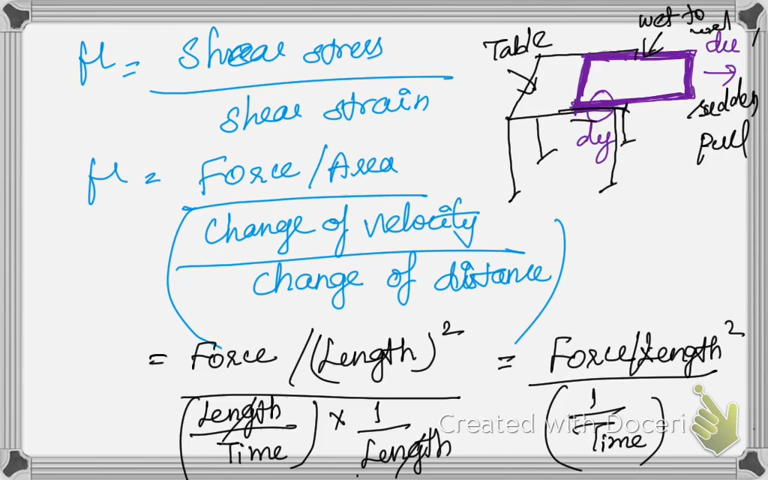 μ = Shear stress
shear strain
μ = Force/Area
(change of velocity
change of distance)
= Force /(Length)² = Force/Length²
(Length × 1 (1
Time) Length Time)
Table
wet to
du
sudden
pull
dy
Created with Doceri